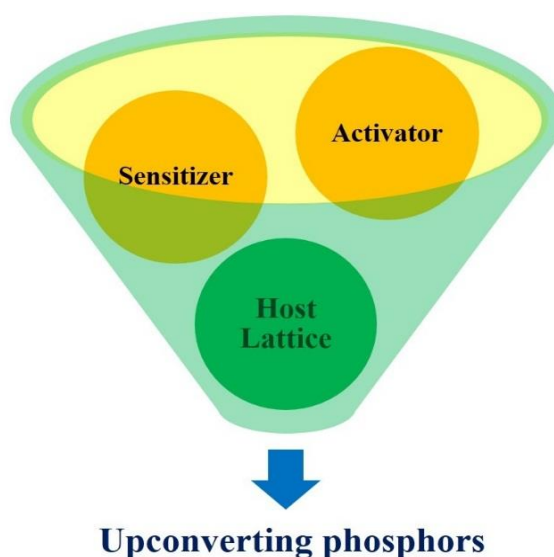 Activator
Sensitizer
Host
Lattice
Upconverting phosphors